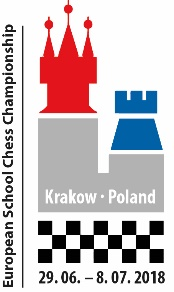 European School Chess Championship
Krakow · Poland
29.06. – 8.07. 2018